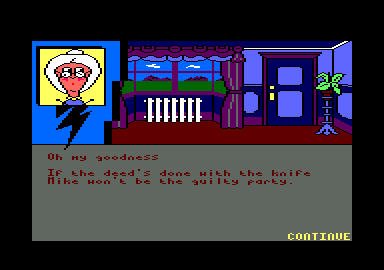 Oh my goodness
If the deed's done with the knife
Mike won't be the guilty party.
CONTINUE